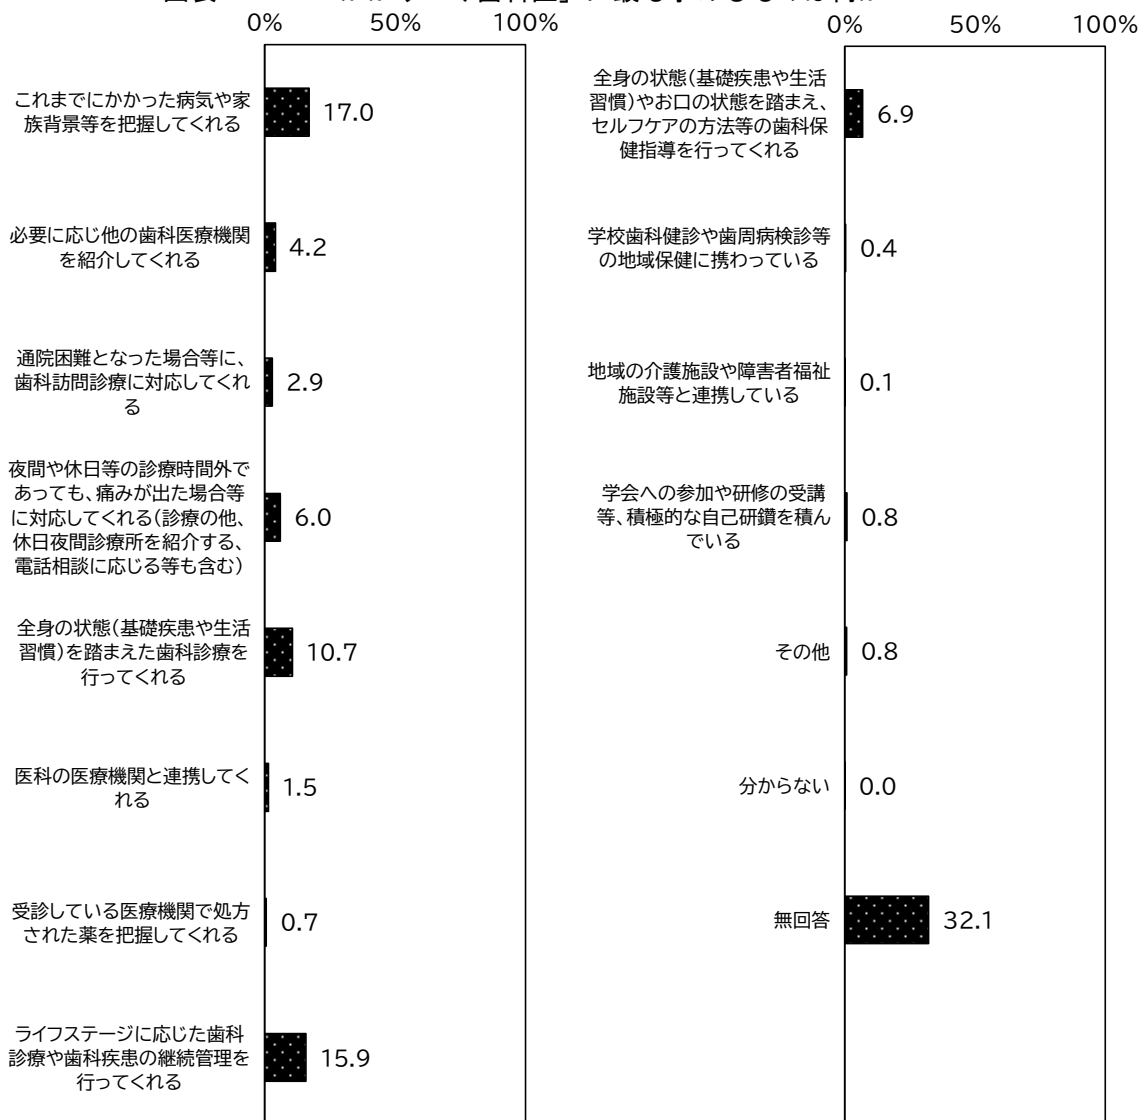 0%
50%
100%
これまでにかかった病気や家
族背景等を把握してくれる
17.0
必要に応じ他の歯科医療機関
を紹介してくれる
4.2
通院困難となった場合等に、
歯科訪問診療に対応してくれ
る
2.9
夜間や休日等の診療時間外で
あっても、痛みが出た場合等
に対応してくれる(診療の他、
休日夜間診療所を紹介する、
電話相談に応じる等も含む)
6.0
全身の状態(基礎疾患や生活
習慣)を踏まえた歯科診療を
行ってくれる
10.7
医科の医療機関と連携してく
れる
1.5
受診している医療機関で処方
された薬を把握してくれる
0.7
ライフステージに応じた歯科
診療や歯科疾患の継続管理を
行ってくれる
15.9
0%
50%
100%
全身の状態(基礎疾患や生活
習慣)やお口の状態を踏まえ、
セルフケアの方法等の歯科保
健指導を行ってくれる
6.9
学校歯科健診や歯周病検診等
の地域保健に携わっている
0.4
地域の介護施設や障害者福祉
施設等と連携している
0.1
学会への参加や研修の受講
等、積極的な自己研鑽を積ん
でいる
0.8
その他
0.8
分からない
0.0
無回答
32.1